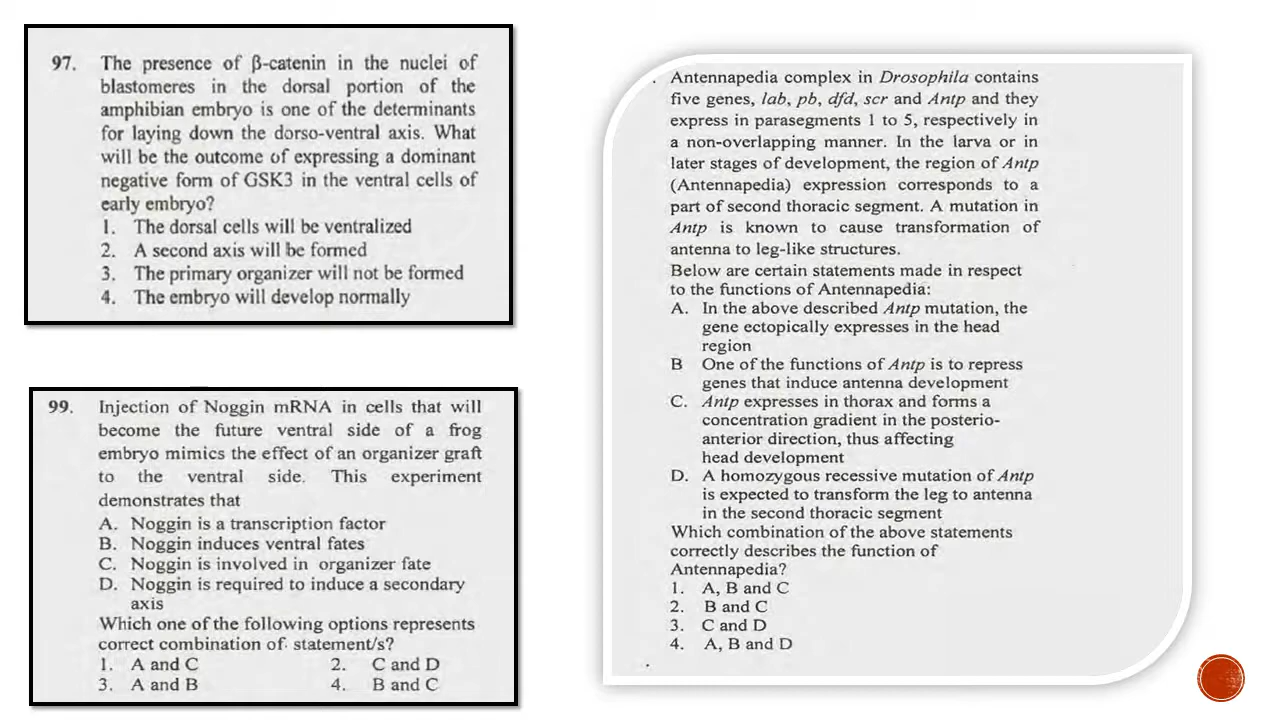 97. The presence of β-catenin in the nuclei of
blastomeres in the dorsal portion of the
amphibian embryo is one of the determinants
for laying down the dorso-ventral axis. What
will be the outcome of expressing a dominant
negative form of GSK3 in the ventral cells of
early embryo?
1. The dorsal cells will be ventralized
2. A second axis will be formed
3. The primary organizer will not be formed
4. The embryo will develop normally
99. Injection of Noggin mRNA in cells that will
become the future ventral side of a frog
embryo mimics the effect of an organizer graft
to the ventral side. This experiment
demonstrates that
A. Noggin is a transcription factor
B. Noggin induces ventral fates
C. Noggin is involved in organizer fate
D. Noggin is required to induce a secondary
axis
Which one of the following options represents
correct combination of statement/s?
1. A and C 2. C and D
3. A and B 4. B and C
Antennapedia complex in Drosophila contains
five genes, lab, pb, dfd, scr and Antp and they
express in parasegments 1 to 5, respectively in
a non-overlapping manner. In the larva or in
later stages of development, the region of Antp
(Antennapedia) expression corresponds to a
part of second thoracic segment. A mutation in
Antp is known to cause transformation of
antenna to leg-like structures.
Below are certain statements made in respect
to the functions of Antennapedia:
A. In the above described Antp mutation, the
gene ectopically expresses in the head
region
B One of the functions of Antp is to repress
genes that induce antenna development
C. Antp expresses in thorax and forms a
concentration gradient in the posterio-
anterior direction, thus affecting
head development
D. A homozygous recessive mutation of Antp
is expected to transform the leg to antenna
in the second thoracic segment
Which combination of the above statements
correctly describes the function of
Antennapedia?
1. A, B and C
2. B and C
3. C and D
4. A, B and D